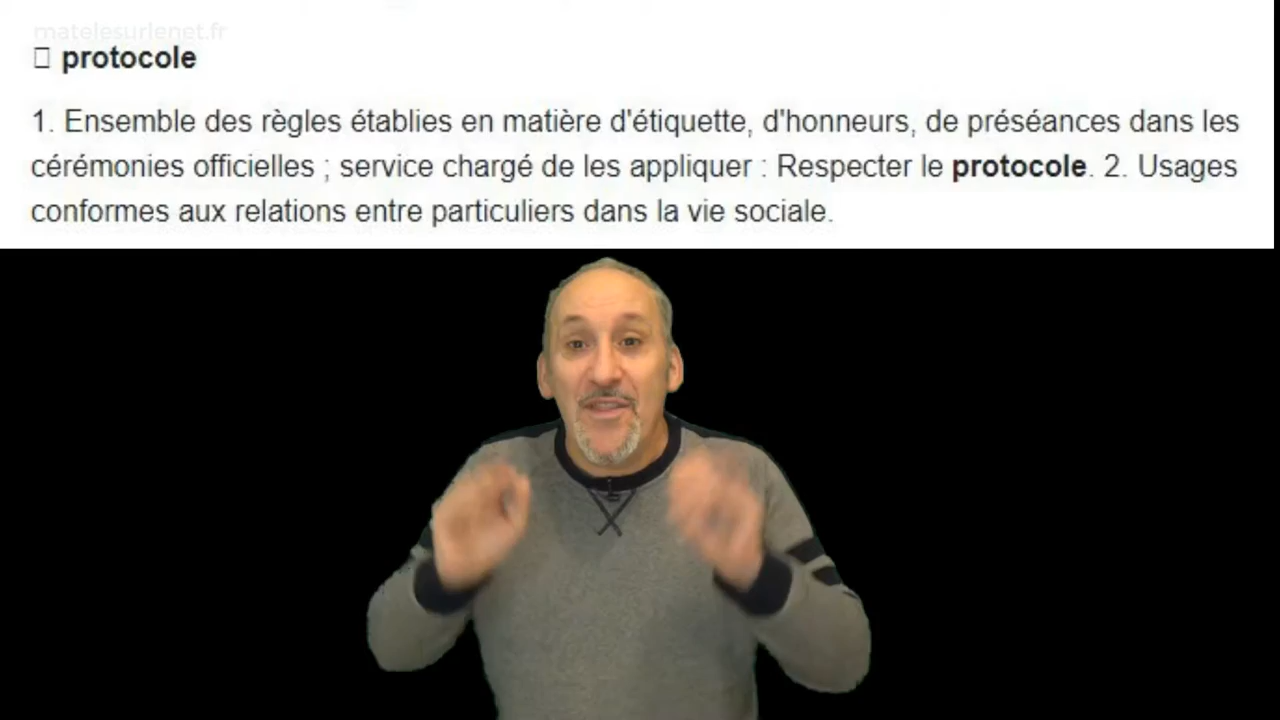 matelesurlenet.fr
protocole
1. Ensemble des règles établies en matière d'étiquette, d'honneurs, de préséances dans les
cérémonies officielles ; service chargé de les appliquer : Respecter le protocole. 2. Usages
conformes aux relations entre particuliers dans la vie sociale.